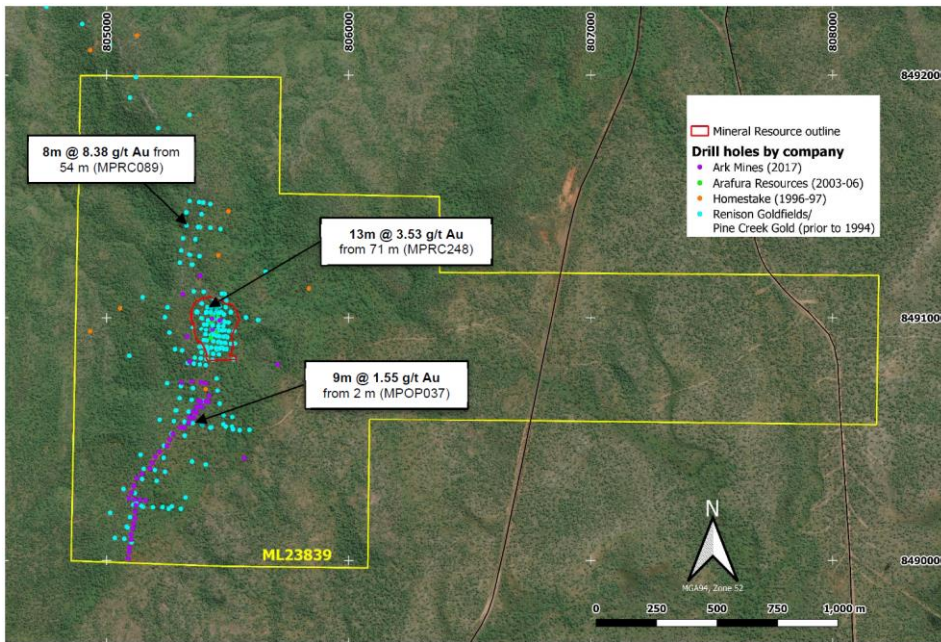 805000
806000
807000
808000
8492000
8m @ 8.38 g/t Au from
54 m (MPRC089)
Mineral Resource outline
Drill holes by company
Ark Mines (2017)
Arafura Resources (2003-06)
Homestake (1996-97)
Renison Goldfields/
Pine Creek Gold (prior to 1994)
13m @ 3.53 g/t Au
from 71 m (MPRC248)
8491000
9m @ 1.55 g/t Au
from 2 m (MPOP037)
ML23839
8490000
N
MGA94, Zone 52
0 250 500 750 1,000 m